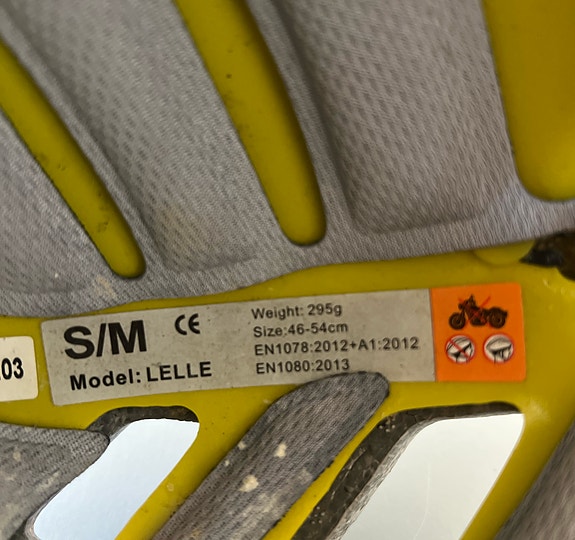 S/M CE
Model: LELLE
Weight: 295g
Size:46-54cm
EN1078:2012+A1:2012
EN1080:2013
.03